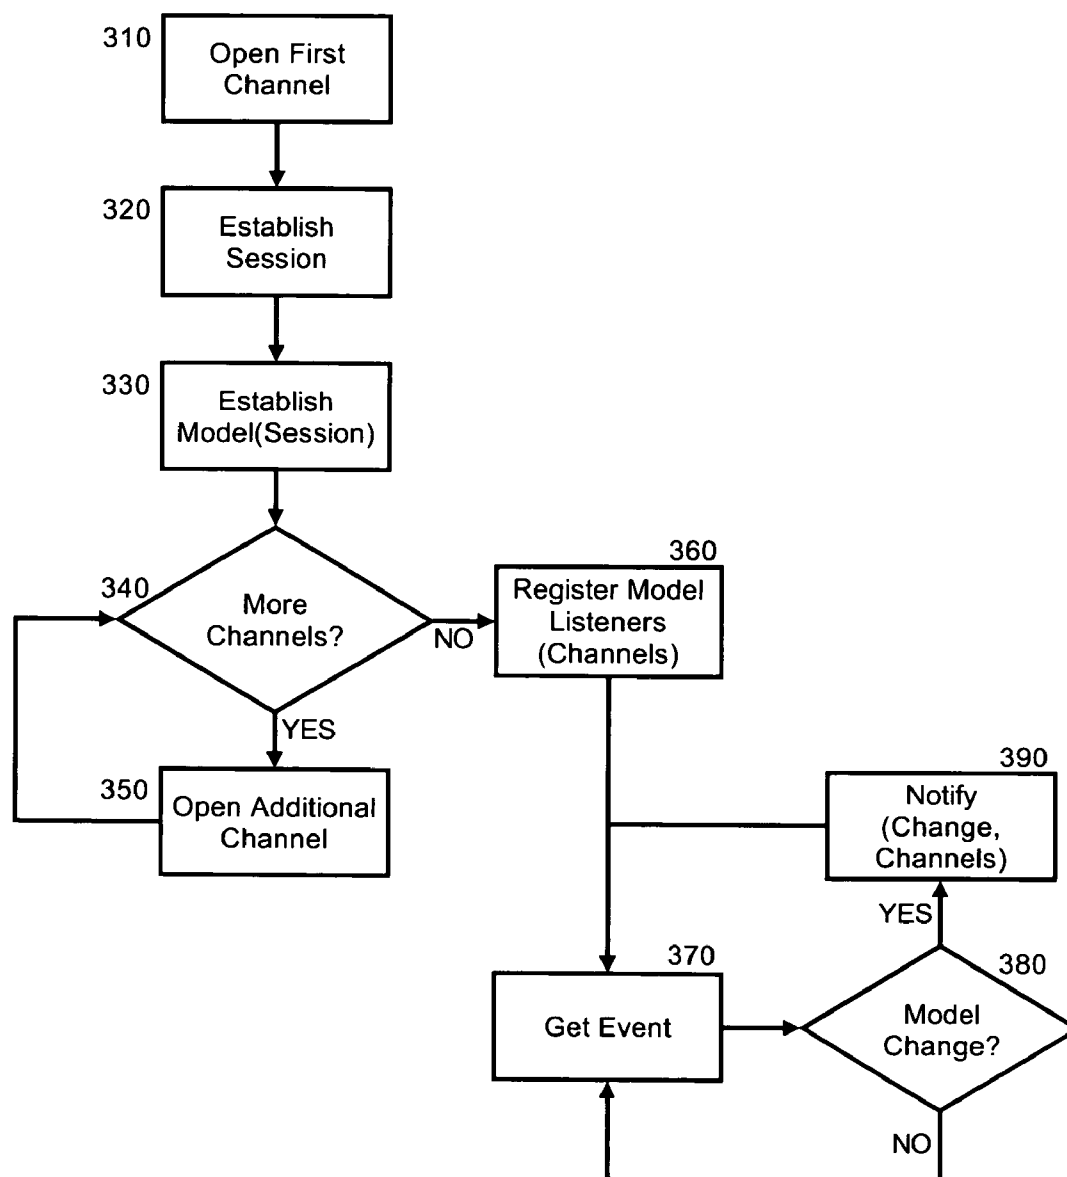 310
Open First
Channel
320
Establish
Session
330
Establish
Model(Session)
340
More
Channels?
NO
YES
350
Open Additional
Channel
360
Register Model
Listeners
(Channels)
390
Notify
(Change,
Channels)
YES
370
Get Event
380
Model
Change?
NO